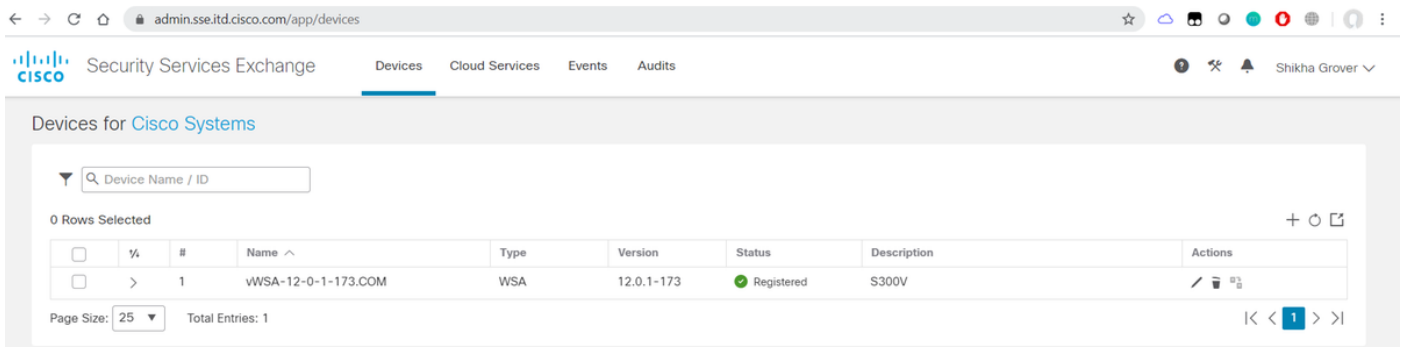 admin.sse.itd.cisco.com/app/devices
CISCO Security Services Exchange Devices Cloud Services Events Audits Shikha Grover
Devices for Cisco Systems
Device Name / ID
0 Rows Selected
# Name Type Version Status Description Actions
1 vWSA-12-0-1-173.COM WSA 12.0.1-173 Registered S300V
Page Size: 25 Total Entries: 1 1